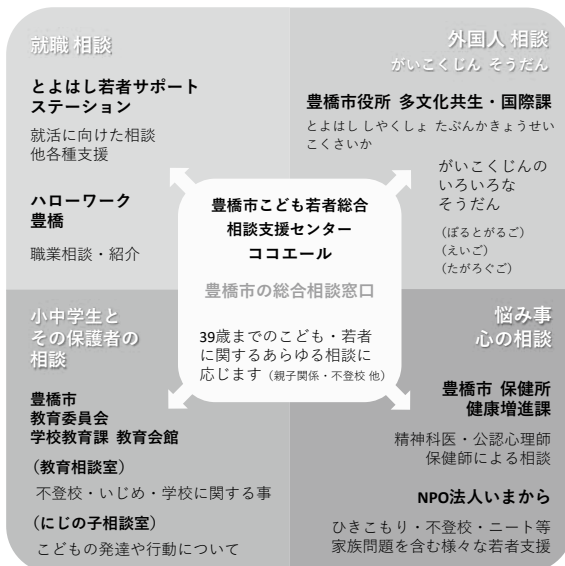 就職 相談
とよはし若者サポート
ステーション
就活に向けた相談
他各種支援
ハローワーク
豊橋
職業相談・紹介
外国人 相談
がいこくじん そうだん
豊橋市役所 多文化共生・国際課
とよはし しやくしょ たぶんかきょうせい
こくさいか
がいこくじんの
いろいろな
そうだん
（ぽるとがるご）
（えいご）
（たがろぐご）
豊橋市こども若者総合
相談支援センター
ココエール
豊橋市の総合相談窓口
39歳までのこども・若者
に関するあらゆる相談に
応じます（親子関係・不登校 他）
小中学生と
その保護者の
相談
豊橋市
教育委員会
学校教育課 教育会館
（教育相談室）
不登校・いじめ・学校に関する事
（にじの子相談室）
こどもの発達や行動について
悩み事
心の相談
豊橋市 保健所
健康増進課
精神科医・公認心理師
保健師による相談
NPO法人いまから
ひきこもり・不登校・ニート等
家族問題を含む様々な若者支援